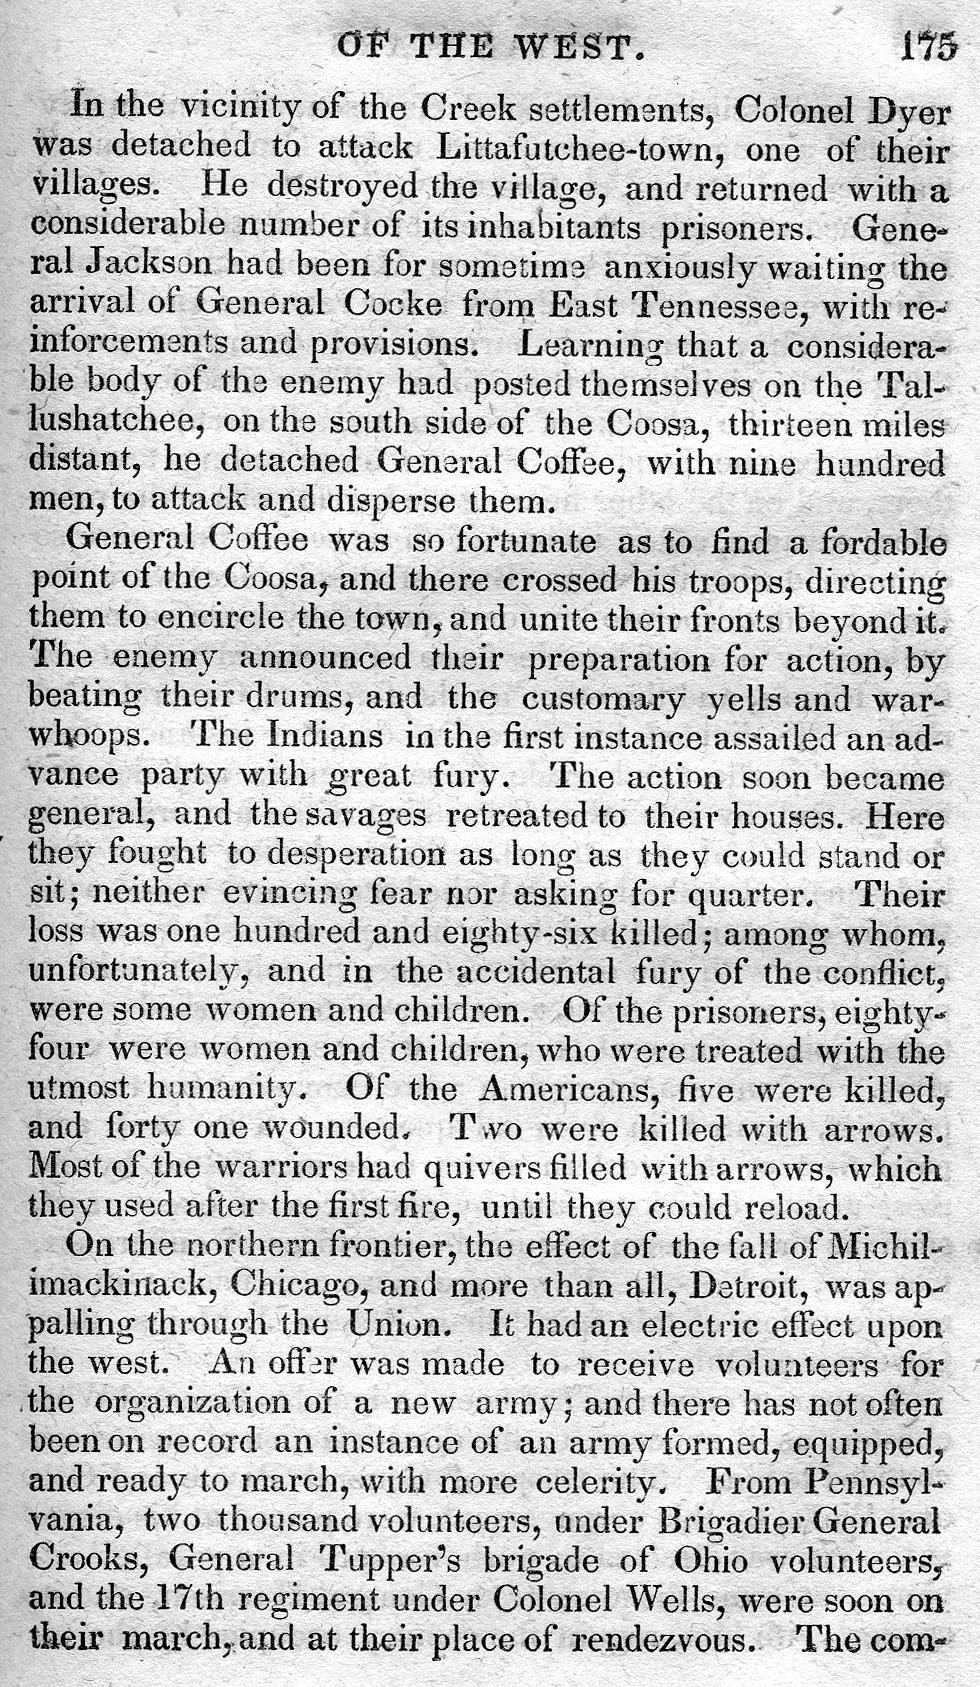 OF THE WEST. 175
In the vicinity of the Creek settlements, Colonel Dyer
was detached to attack Littafutchee-town, one of their
villages. He destroyed the village, and returned with a
considerable number of its inhabitants prisoners. Gene-
ral Jackson had been for sometime anxiously waiting the
arrival of General Cocke from East Tennessee, with re-
inforcements and provisions. Learning that a considera-
ble body of the enemy had posted themselves on the Tal-
lushatchee, on the south side of the Coosa, thirteen miles
distant, he detached General Coffee, with nine hundred
men, to attack and disperse them.
General Coffee was so fortunate as to find a fordable
point of the Coosa, and there crossed his troops, directing
them to encircle the town, and unite their fronts beyond it.
The enemy announced their preparation for action, by
beating their drums, and the customary yells and war-
whoops. The Indians in the first instance assailed an ad-
vance party with great fury. The action soon became
general, and the savages retreated to their houses. Here
they fought to desperation as long as they could stand or
sit; neither evincing fear nor asking for quarter. Their
loss was one hundred and eighty-six killed; among whom,
unfortunately, and in the accidental fury of the conflict,
were some women and children. Of the prisoners, eighty-
four were women and children, who were treated with the
utmost humanity. Of the Americans, five were killed,
and forty one wounded. Two were killed with arrows.
Most of the warriors had quivers filled with arrows, which
they used after the first fire, until they could reload.
On the northern frontier, the effect of the fall of Michil-
imackinack, Chicago, and more than all, Detroit, was ap-
palling through the Union. It had an electric effect upon
the west. An offer was made to receive volunteers for
the organization of a new army; and there has not often
been on record an instance of an army formed, equipped,
and ready to march, with more celerity. From Pennsyl-
vania, two thousand volunteers, under Brigadier General
Crooks, General Tupper's brigade of Ohio volunteers,
and the 17th regiment under Colonel Wells, were soon on
their march, and at their place of rendezvous. The com-